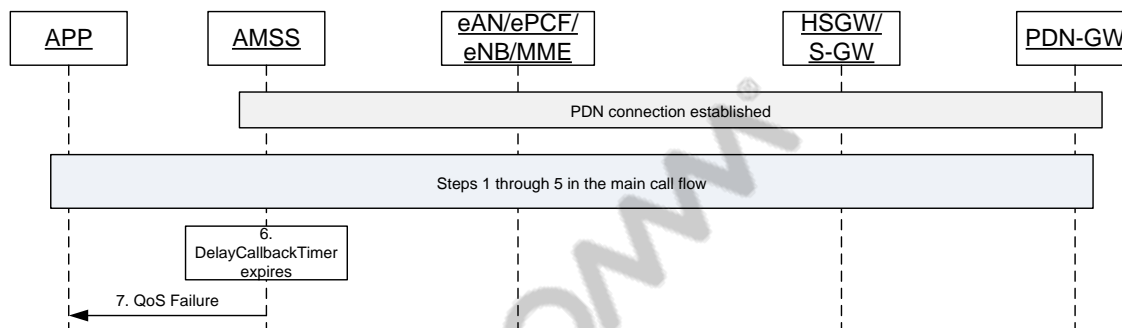 APP
AMSS
eAN/ePCF/
eNB/MME
HSGW/
S-GW
PDN-GW
PDN connection established
Steps 1 through 5 in the main call flow
6.
DelayCallbackTimer
expires
7. QoS Failure